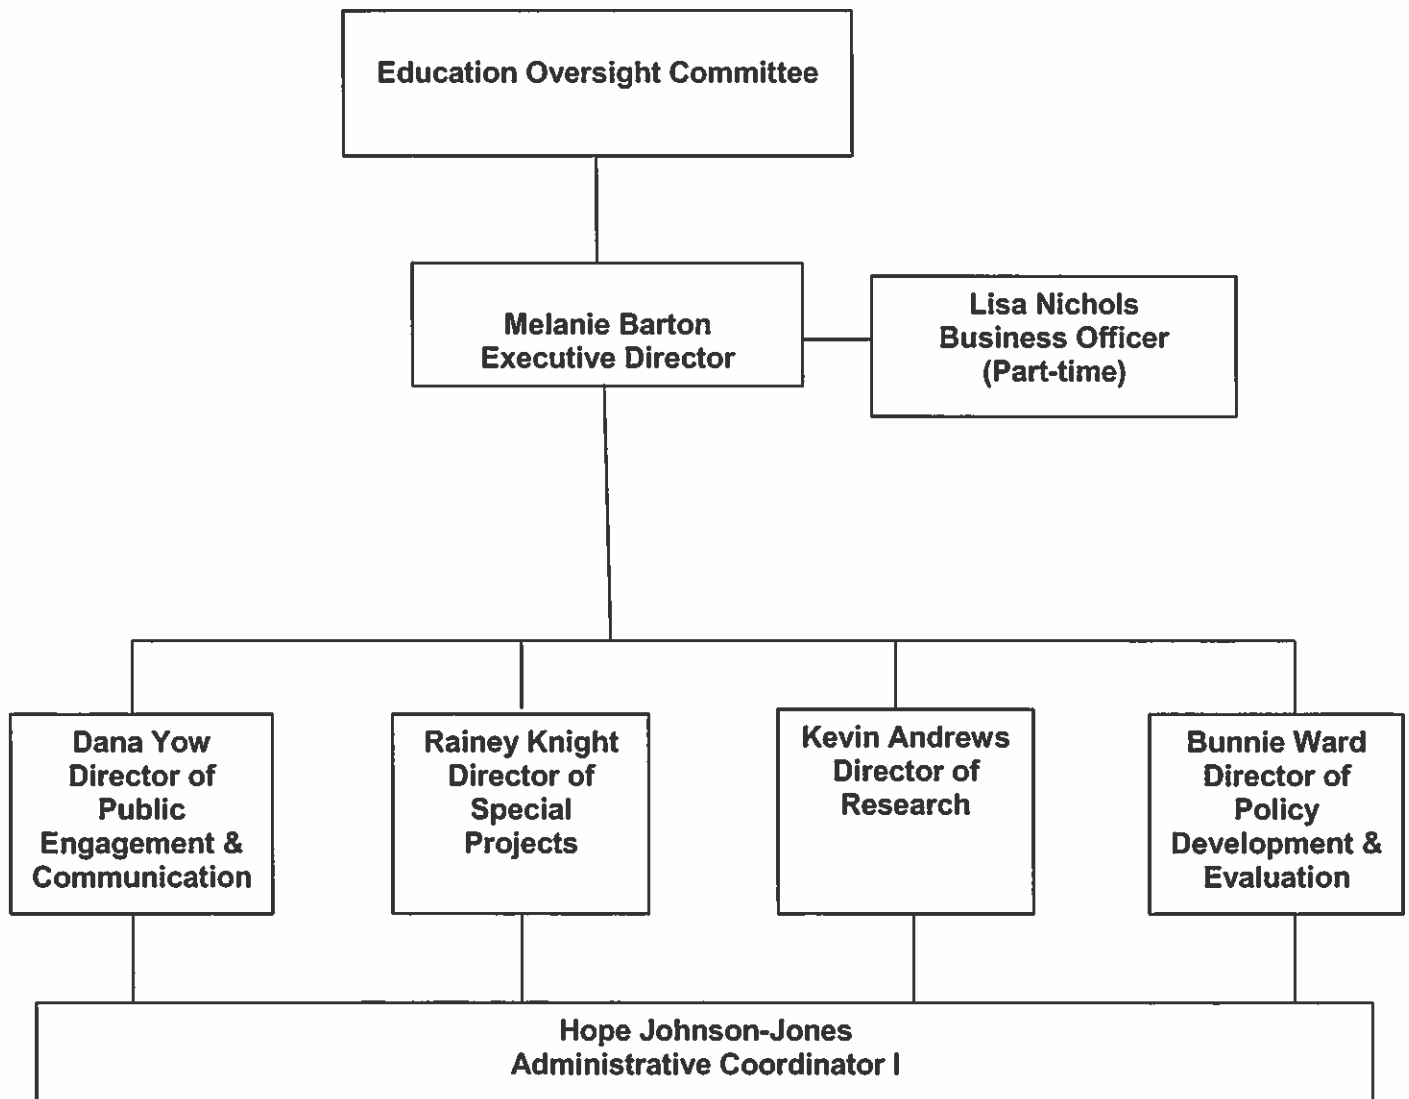 Education Oversight Committee
Melanie Barton
Executive Director
Lisa Nichols
Business Officer
(Part-time)
Dana Yow
Director of
Public
Engagement &
Communication
Rainey Knight
Director of
Special
Projects
Kevin Andrews
Director of
Research
Bunnie Ward
Director of
Policy
Development &
Evaluation
Hope Johnson-Jones
Administrative Coordinator I